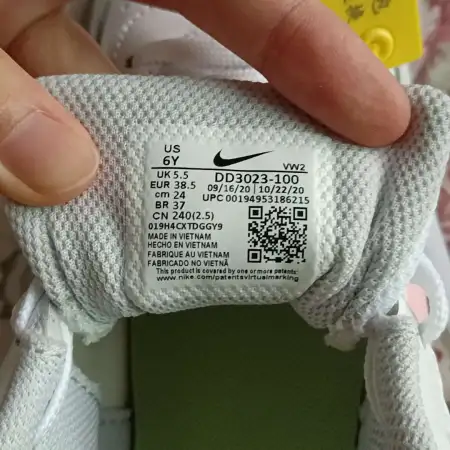 US
6Y
VW2
UK 5.5
EUR 38.5
cm 24
BR 37
CN 240(2.5)
DD3023-100
09/16/20 | 10/22/20
UPC 00194953186215
019H4CXTDGGY9
MADE IN VIETNAM
HECHO EN VIETNAM
FABRIQUE AU VIETNAM
FABRICADO NO VIETNÃ
This product is covered by one or more patents
www.nike.com/patentsvirtualmarking